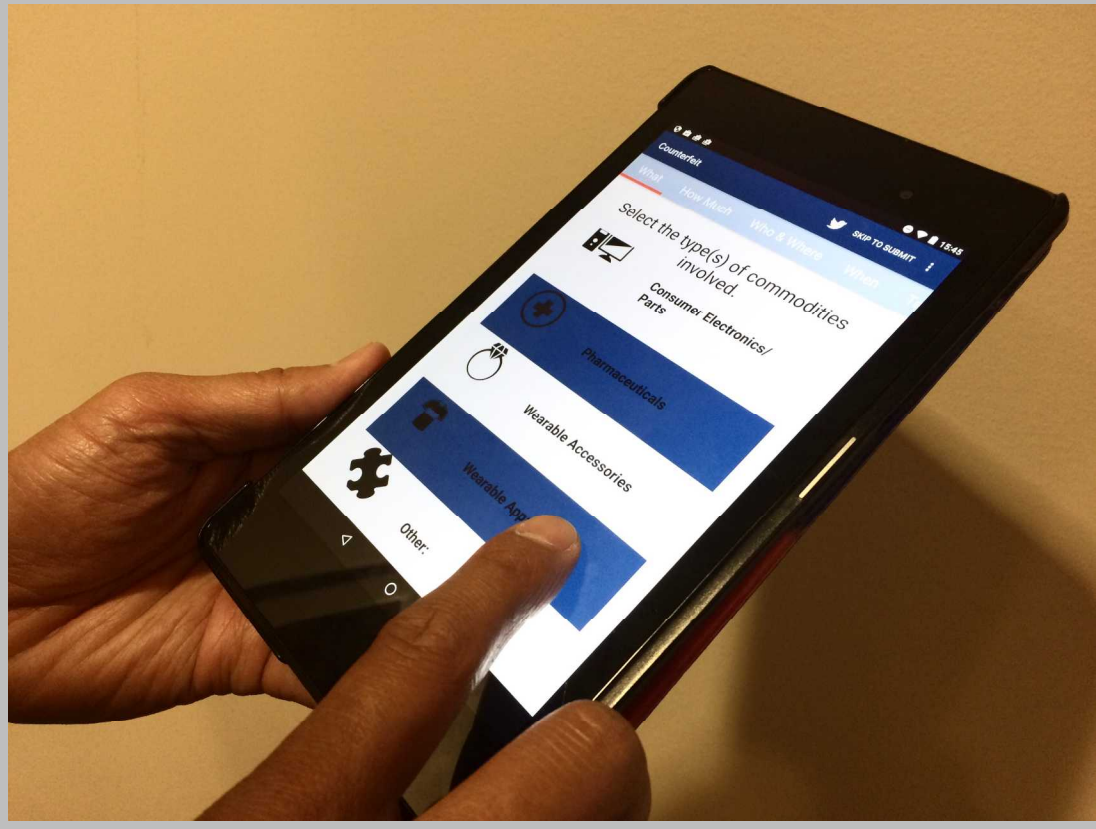 15:45
Counterfeit
SKIP TO SUBMIT
What How Much Who & Where When
Select the type(s) of commodities
involved.
Consumer Electronics/
Parts
Pharmaceuticals
Wearable Accessories
Wearable
Other: